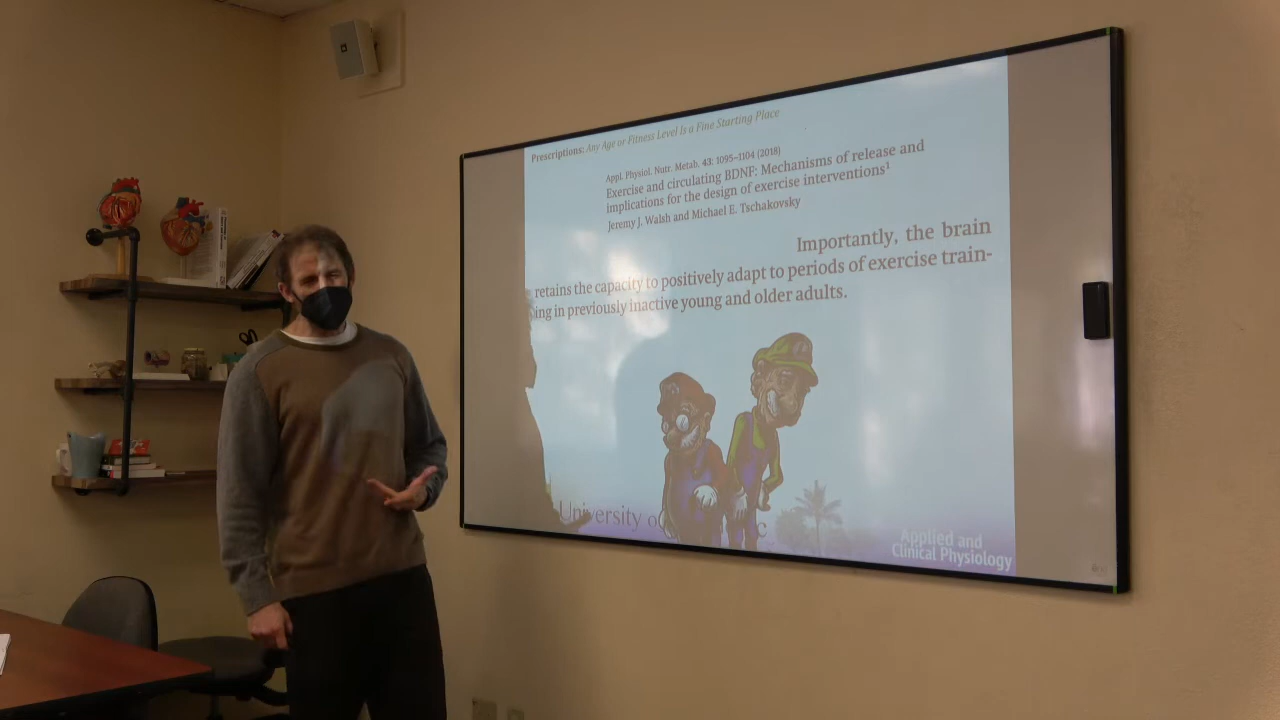 Prescriptions: Any Age or Fitness Level Is a Fine Starting Place
Appl. Physiol. Nutr. Metab. 43: 1095–1104 (2018)
Exercise and circulating BDNF: Mechanisms of release and
implications for the design of exercise interventions¹
Jeremy J. Walsh and Michael E. Tschakovsky
Importantly, the brain
retains the capacity to positively adapt to periods of exercise train-
ing in previously inactive young and older adults.
University of c
Applied and
Clinical Physiology